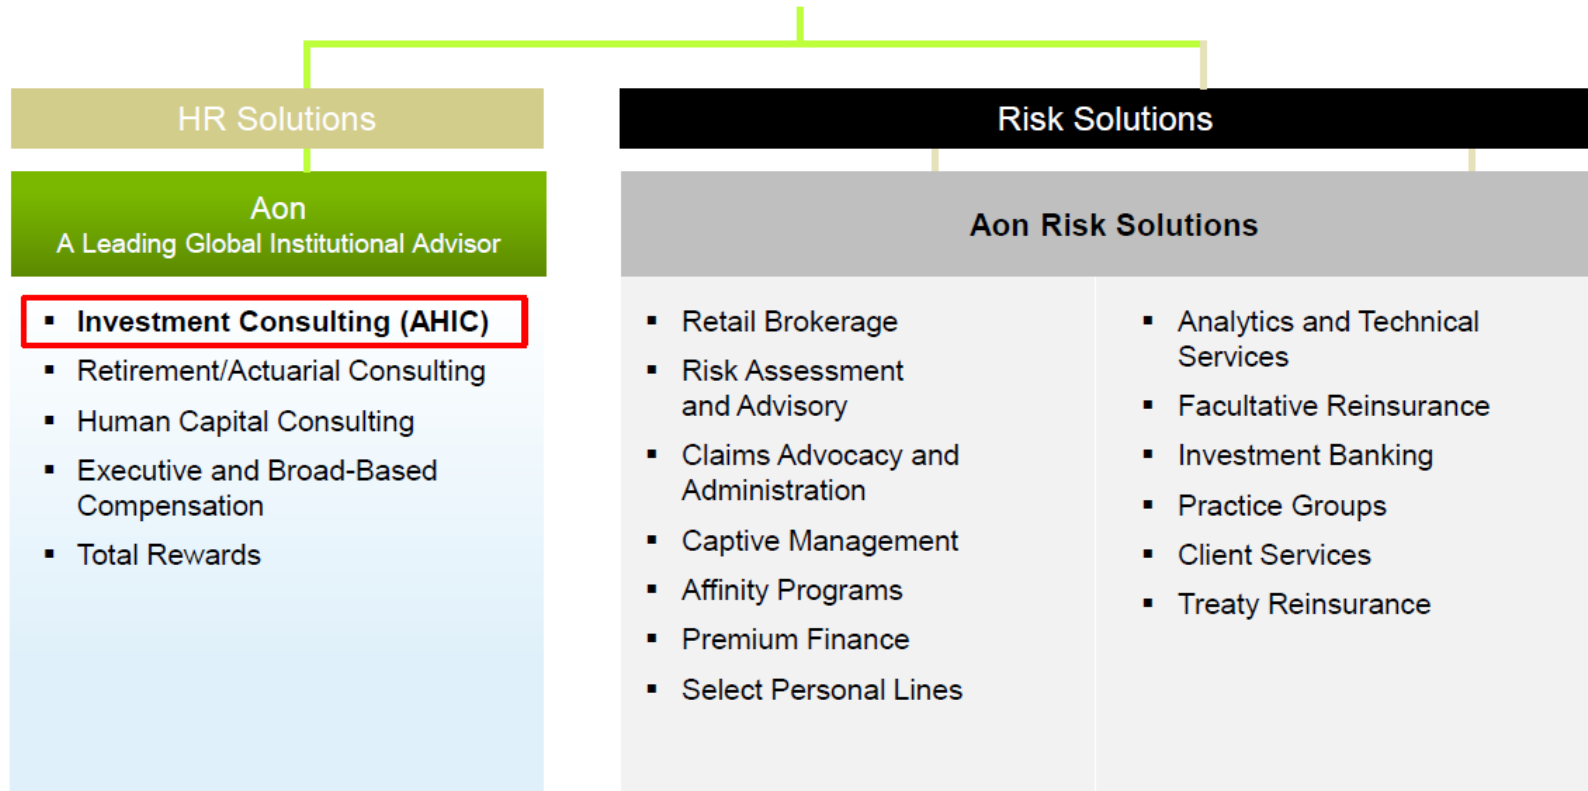 HR Solutions
Aon
A Leading Global Institutional Advisor
▪ Investment Consulting (AHIC)
▪ Retirement/Actuarial Consulting
▪ Human Capital Consulting
▪ Executive and Broad-Based
Compensation
▪ Total Rewards
Risk Solutions
Aon Risk Solutions
▪ Retail Brokerage
▪ Risk Assessment
and Advisory
▪ Claims Advocacy and
Administration
▪ Captive Management
▪ Affinity Programs
▪ Premium Finance
▪ Select Personal Lines
▪ Analytics and Technical
Services
▪ Facultative Reinsurance
▪ Investment Banking
▪ Practice Groups
▪ Client Services
▪ Treaty Reinsurance